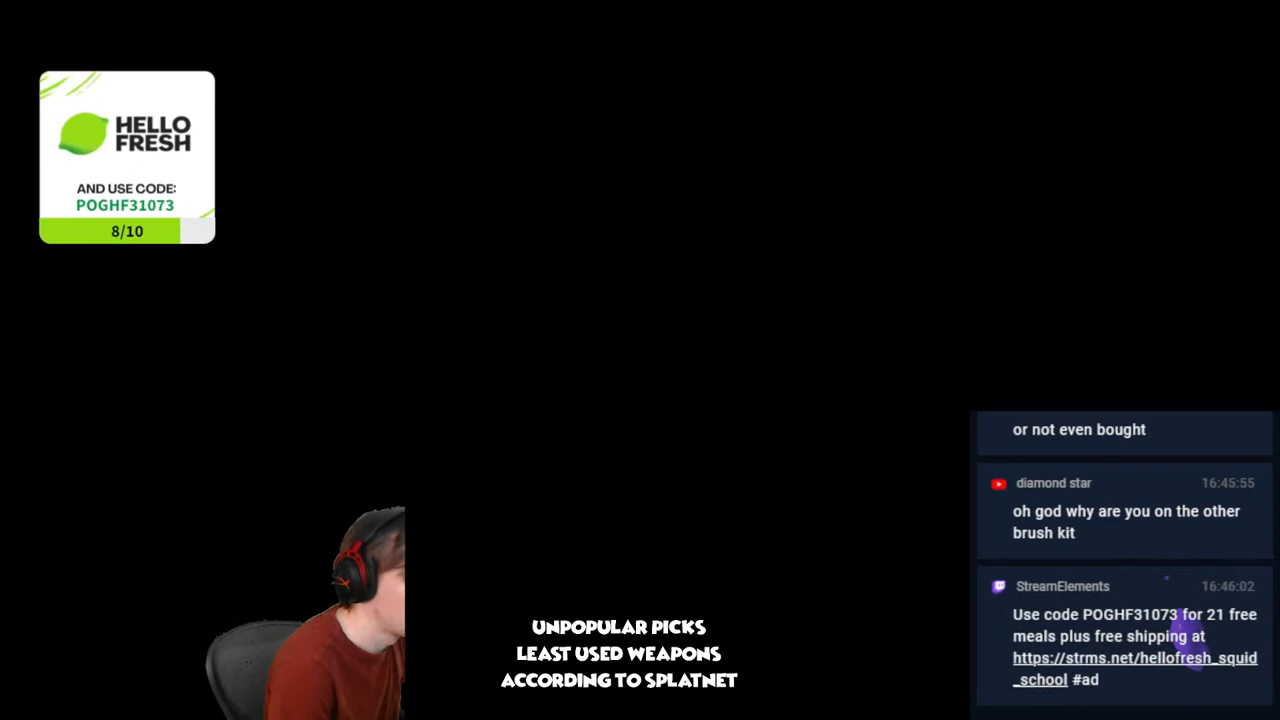 HELLO
FRESH
AND USE CODE:
POGHF31073
8/10
or not even bought
diamond star 16:45:55
oh god why are you on the other
brush kit
StreamElements 16:46:02
Use code POGHF31073 for 21 free
meals plus free shipping at
https://strms.net/hellofresh_squid
_school #ad
UNPOPULAR PICKS
LEAST USED WEAPONS
ACCORDING TO SPLATNET